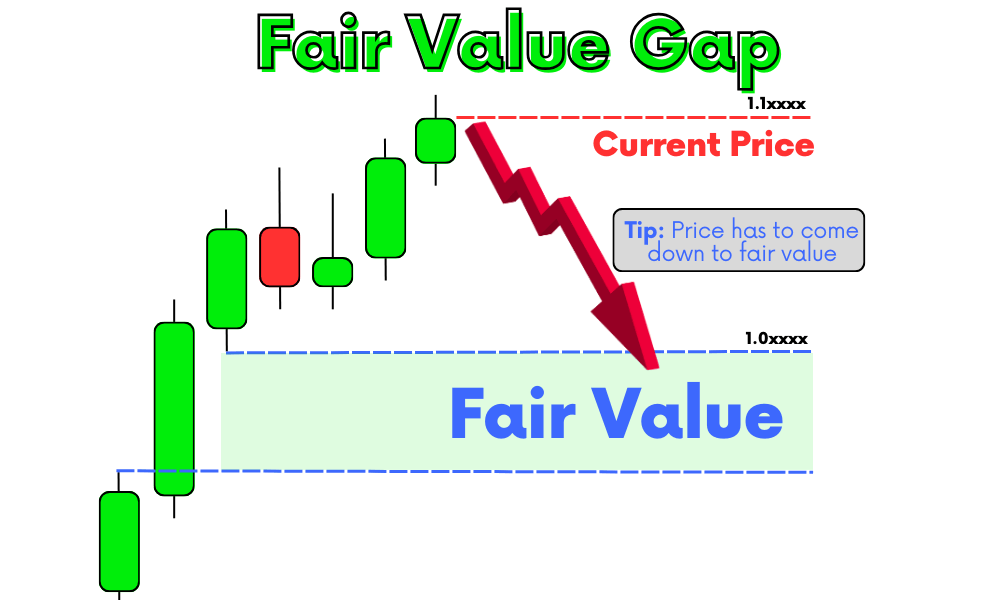 Fair Value Gap
1.1xxxx
Current Price
Tip: Price has to come
down to fair value
1.0xxxx
Fair Value